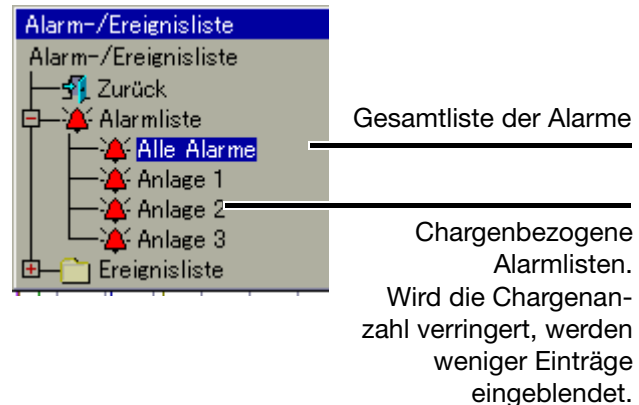 Alarm-/Ereignisliste
Alarm-/Ereignisliste
Zurück
Alarmliste
Alle Alarme
Anlage 1
Anlage 2
Anlage 3
Ereignisliste
Gesamtliste der Alarme
Chargenbezogene
Alarmlisten.
Wird die Chargenan-
zahl verringert, werden
weniger Einträge
eingeblendet.